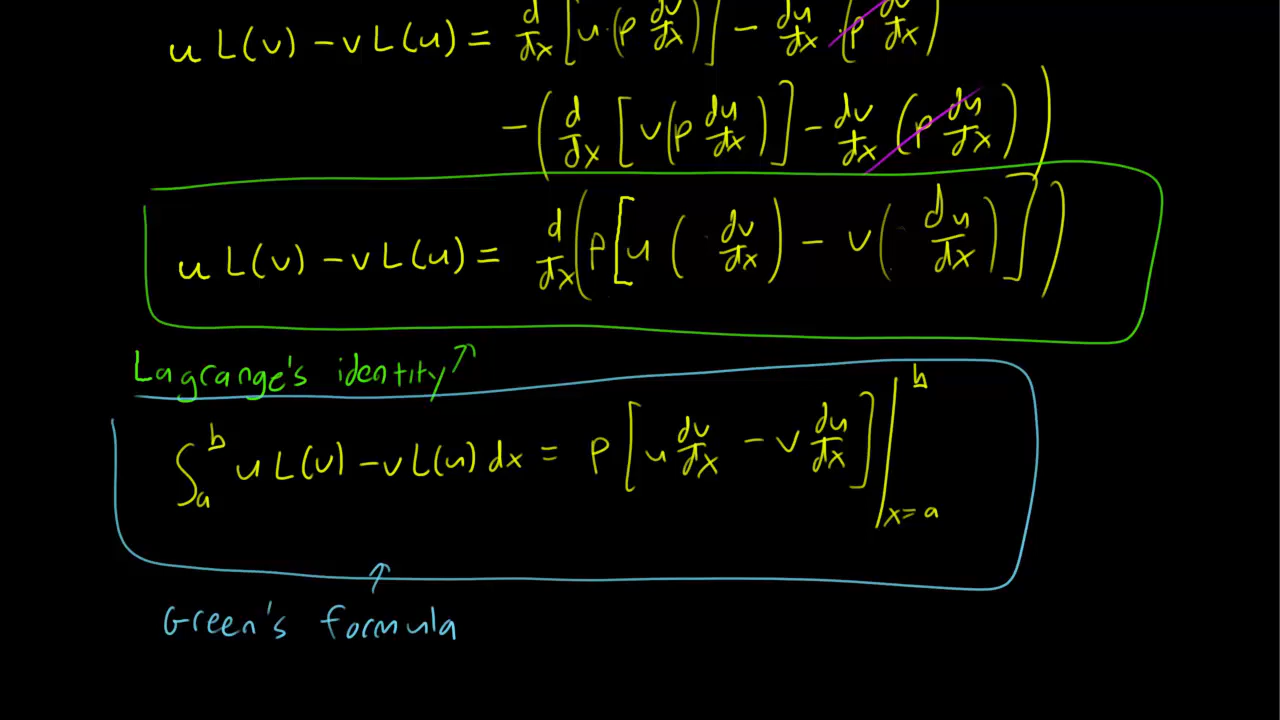 u L(v) - v L(u) = d/dx [u (p dv/dx)] - du/dx (p dv/dx)
- (d/dx [v(p du/dx)] - dv/dx (p du/dx))
u L(v) - v L(u) = d/dx (p[u (dv/dx) - v (du/dx)])
Lagrange's identity ↗
∫_a^b u L(v) - v L(u) dx = p [u dv/dx - v du/dx] |_{x=a}^b
Green's formula